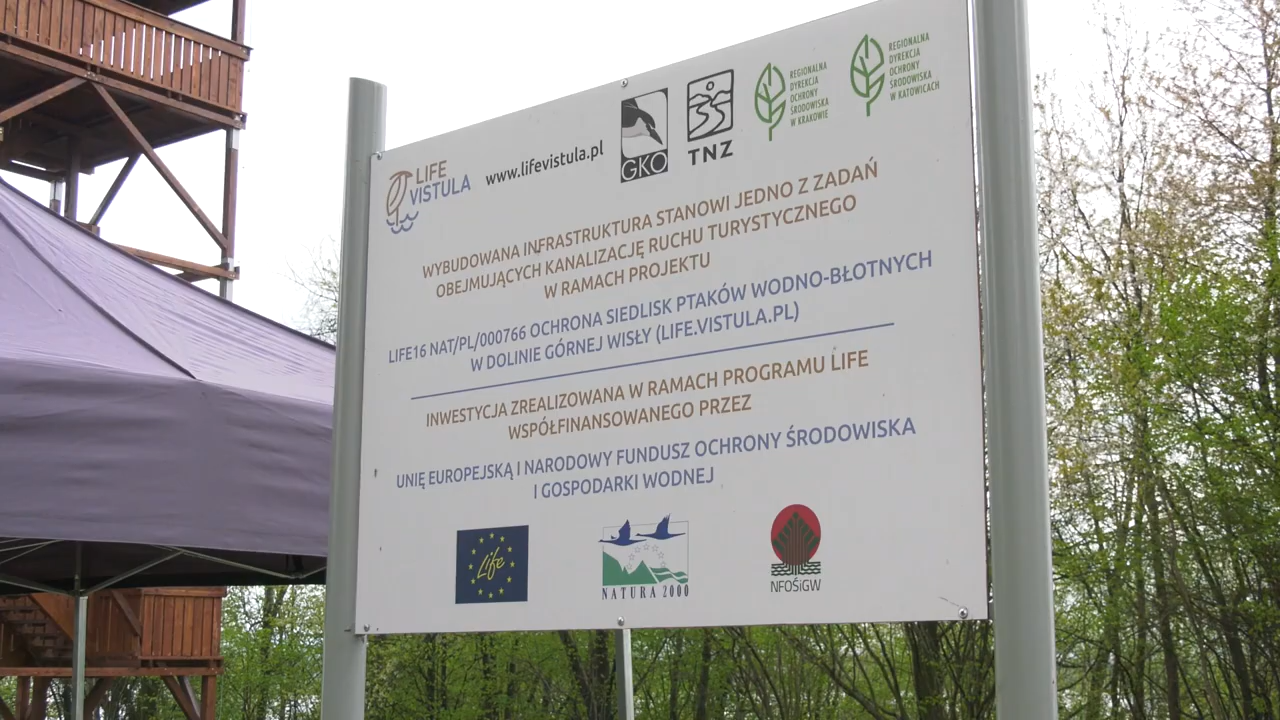 LIFE
VISTULA
www.lifevistula.pl
GKO
TNZ
REGIONALNA
DYREKCJA
OCHRONY
ŚRODOWISKA
W KRAKOWIE
REGIONALNA
DYREKCJA
OCHRONY
ŚRODOWISKA
W KATOWICACH
WYBUDOWANA INFRASTRUKTURA STANOWI JEDNO Z ZADAŃ
OBEJMUJĄCYCH KANALIZACJĘ RUCHU TURYSTYCZNEGO
W RAMACH PROJEKTU
LIFE16 NAT/PL/000766 OCHRONA SIEDLISK PTAKÓW WODNO-BŁOTNYCH
W DOLINIE GÓRNEJ WISŁY (LIFE.VISTULA.PL)
INWESTYCJA ZREALIZOWANA W RAMACH PROGRAMU LIFE
WSPÓŁFINANSOWANEGO PRZEZ
UNIĘ EUROPEJSKĄ I NARODOWY FUNDUSZ OCHRONY ŚRODOWISKA
I GOSPODARKI WODNEJ
Life
NATURA 2000
NFOŚiGW